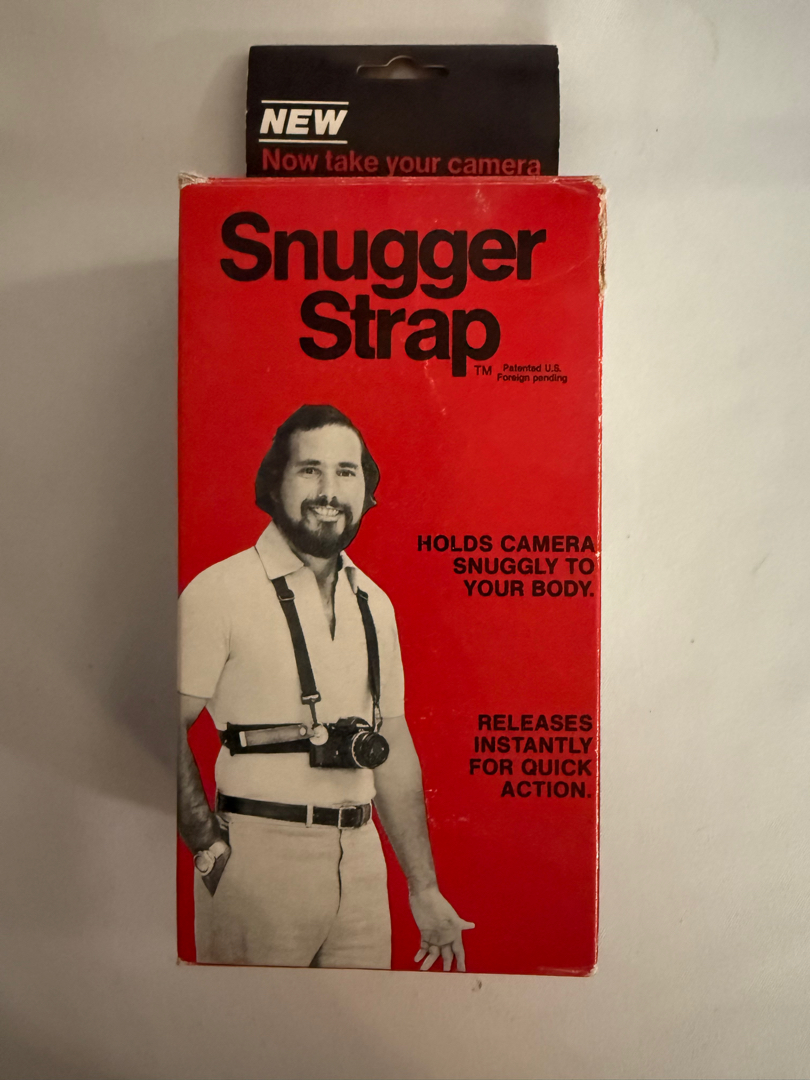 NEW
Now take your camera
Snugger
Strap
TM Patented U.S.
Foreign pending
HOLDS CAMERA
SNUGGLY TO
YOUR BODY.
RELEASES
INSTANTLY
FOR QUICK
ACTION.